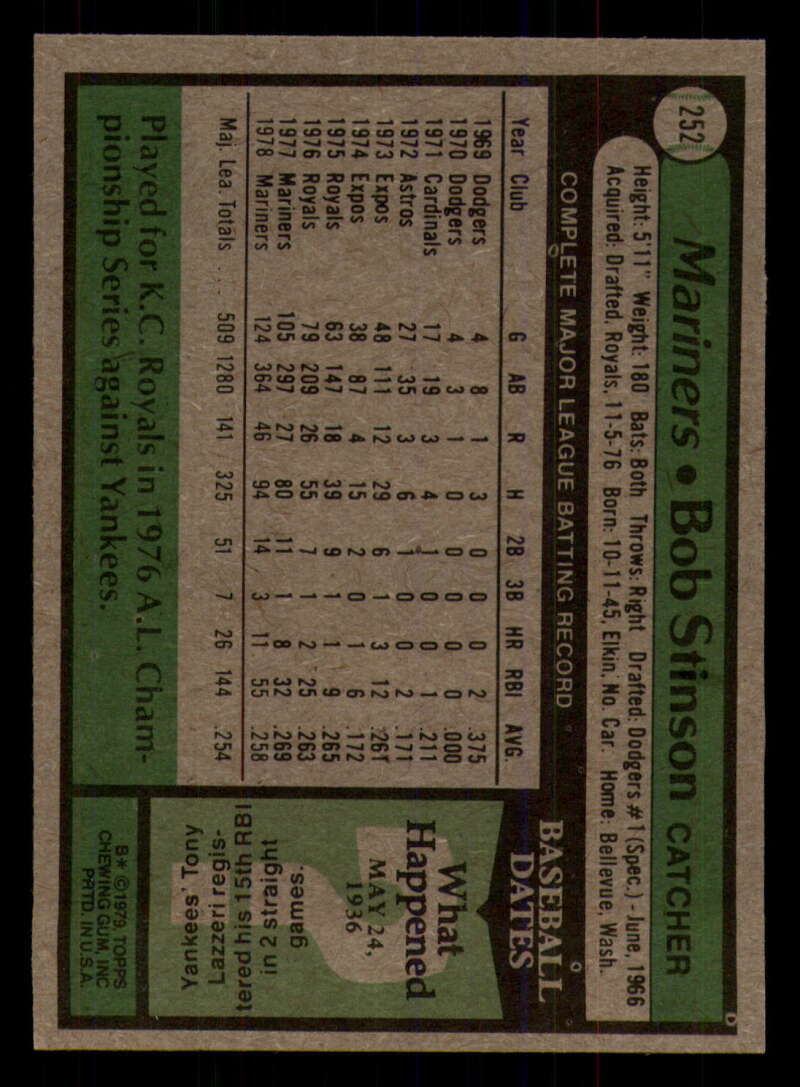 252
Mariners • Bob Stinson CATCHER
Height: 5'11" Weight: 180 Bats: Both Throws: Right Drafted: Dodgers #1 (Spec.) - June, 1966
Acquired: Drafted, Royals, 11-5-76 Born: 10-11-45, Elkin, No. Car. Home: Bellevue, Wash.
COMPLETE MAJOR LEAGUE BATTING RECORD
Year Club G AB R H 2B 3B HR RBI AVG.
1969 Dodgers 4 8 1 3 0 0 0 2 .375
1970 Dodgers 4 3 1 0 0 0 0 0 .000
1971 Cardinals 17 19 3 4 1 0 0 1 .211
1972 Astros 27 35 3 6 1 0 0 2 .171
1973 Expos 48 111 12 29 6 1 3 12 .261
1974 Expos 38 87 4 15 2 0 1 6 .172
1975 Royals 63 147 18 39 9 1 1 9 .265
1976 Royals 79 209 26 55 7 1 2 25 .263
1977 Mariners 105 297 27 80 11 1 8 32 .269
1978 Mariners 124 364 46 94 14 3 11 55 .258
Maj. Lea. Totals .... 509 1280 141 325 51 7 26 144 .254
Played for K.C. Royals in 1976 A.L. Cham-
pionship Series against Yankees.
BASEBALL
DATES
What
Happened
MAY 24,
1936
Yankees' Tony
Lazzeri regis-
tered his 15th RBI
in 2 straight
games.
B* © 1979 TOPPS
CHEWING GUM, INC
PRTD. IN U.S.A.
D